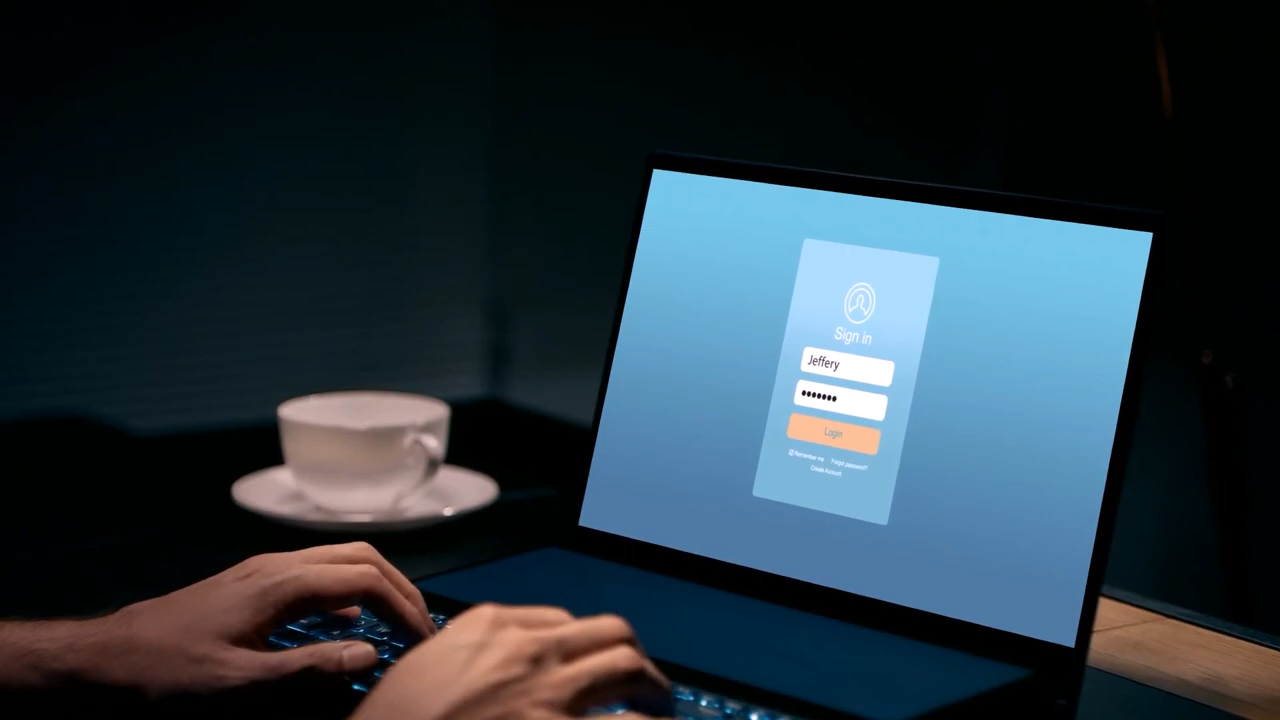 Sign in
Jeffery
•••••••
Login
Remember me Forgot password?
Create Account